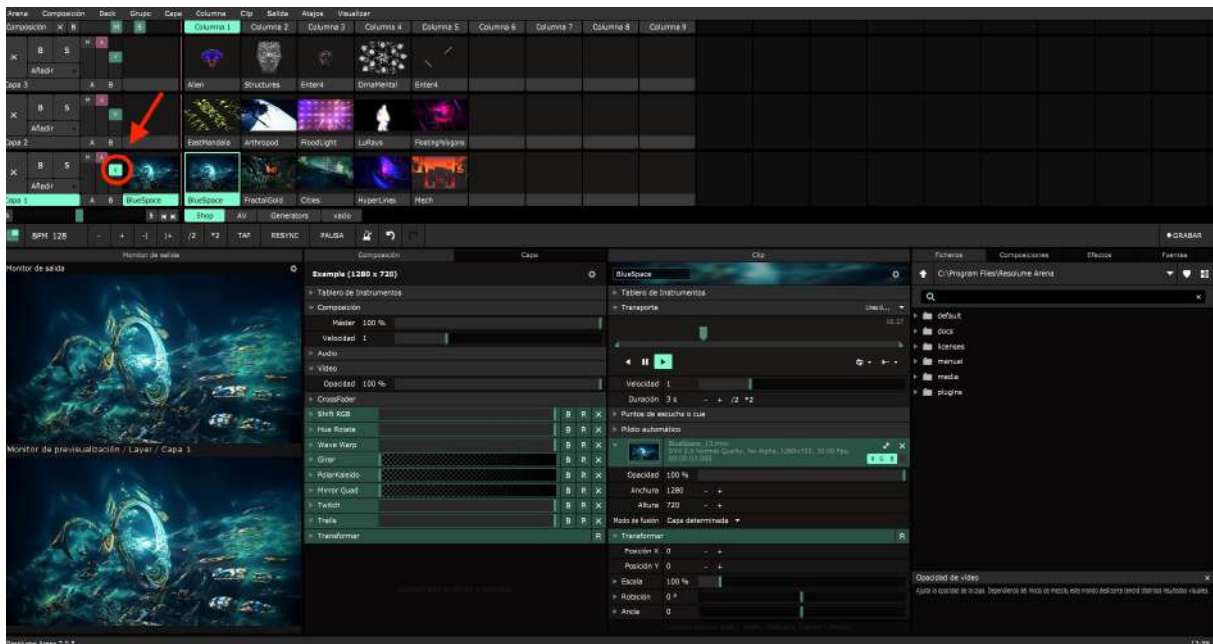 Arena Composición Deck Grupo Capa Columna Clip Salida Atajos Visualizar
Composición X B M S Columna 1 Columna 2 Columna 3 Columna 4 Columna 5 Columna 6 Columna 7 Columna 8 Columna 9
B S M A V
Añadir
Capa 3 A B Alien Structures Enter4 OrnaMental Enter4
B S M A V
Añadir
Capa 2 A B EastMandala Arthropod FloodLight LuRave FloatingPolygons
B S M A V
Añadir
Capa 1 A B BlueSpace BlueSpace FractalGold Cities HyperLines Mech
A B Shop AV Generators vacio
BPM 128 - + -| |+ /2 *2 TAP RESYNC PAUSA GRABAR
Monitor de salida Composición Capa Clip Ficheros Composiciones Efectos Fuentes
Monitor de salida
Example (1280 x 720)
BlueSpace
C:\Program Files\Resolume Arena
Tablero de Instrumentos
Composición
Máster 100 %
Velocidad 1
Audio
Video
Opacidad 100 %
CrossFader
Shift RGB B R X
Hue Rotate B R X
Wave Warp B R X
Girar B R X
PolarKaleido B R X
Mirror Quad B R X
Twitch B R X
Trails B R X
Transformar R
Tablero de Instrumentos
Transporte
Velocidad 1
Duración 3 s - + /2 *2
Puntos de escucha o cue
Piloto automático
Opacidad 100 %
Anchura 1280 - +
Altura 720 - +
Modo de fusión Capa determinada
Transformar R
Posición X 0 - +
Posición Y 0 - +
Escala 100 %
Rotación 0 °
Ancla 0
default
docs
licenses
manual
media
plugins
Monitor de previsualización / Layer / Capa 1
Opacidad de vídeo